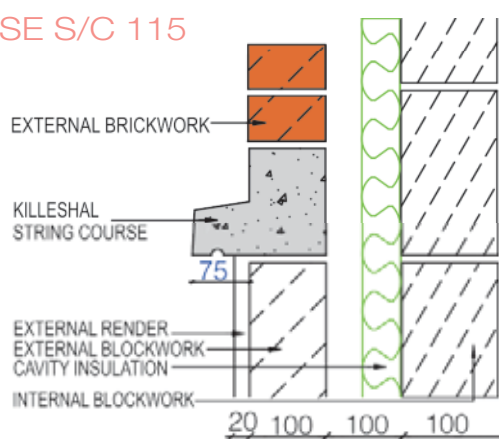 SE S/C 115
EXTERNAL BRICKWORK
KILLESHAL
STRING COURSE
75
EXTERNAL RENDER
EXTERNAL BLOCKWORK
CAVITY INSULATION
INTERNAL BLOCKWORK
20 100 100 100